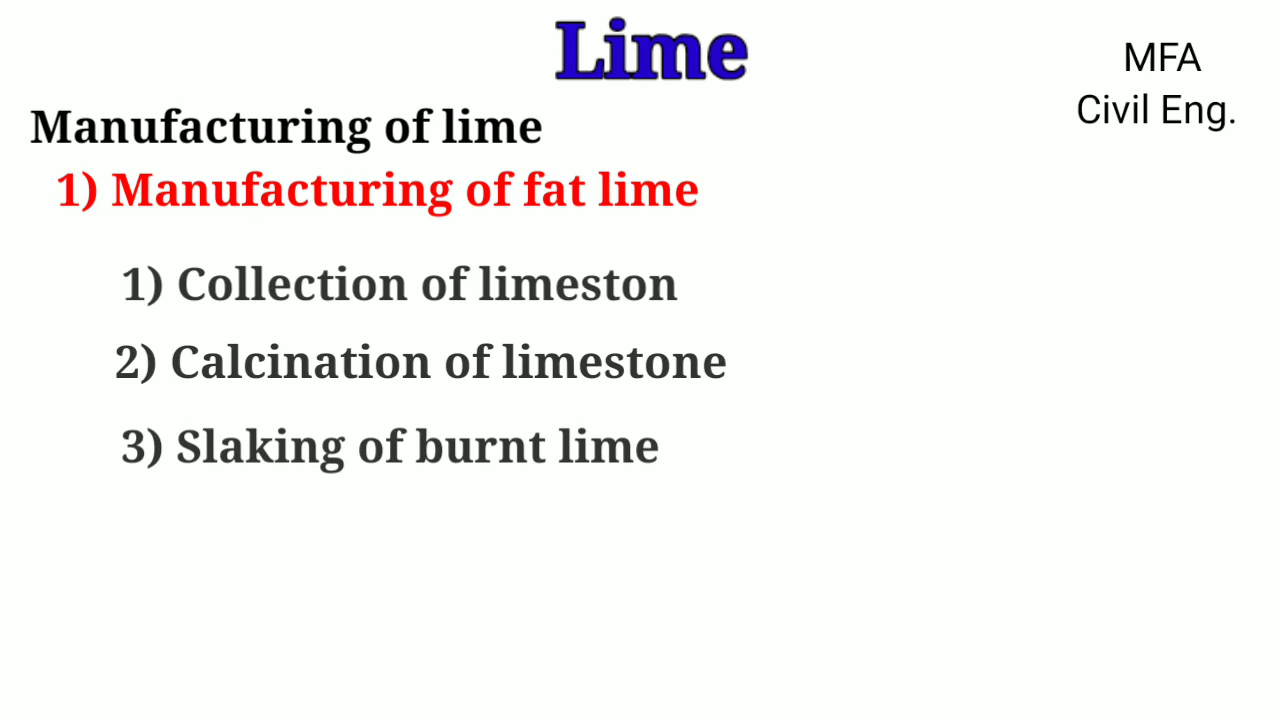 Lime
MFA
Civil Eng.
Manufacturing of lime
1) Manufacturing of fat lime
1) Collection of limeston
2) Calcination of limestone
3) Slaking of burnt lime